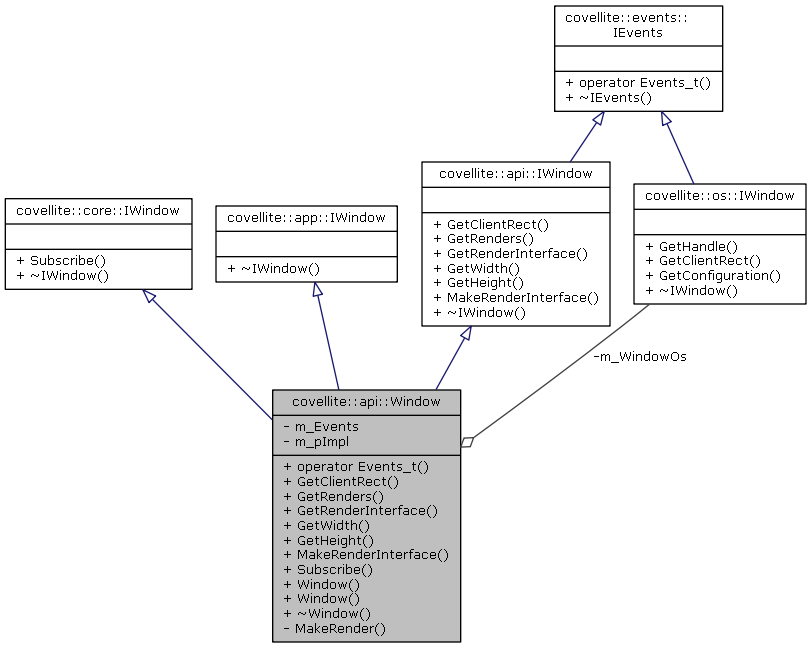 covellite::events::
IEvents
+ operator Events_t()
+ ~IEvents()
covellite::api::IWindow
+ GetClientRect()
+ GetRenders()
+ GetRenderInterface()
+ GetWidth()
+ GetHeight()
+ MakeRenderInterface()
+ ~IWindow()
covellite::os::IWindow
+ GetHandle()
+ GetClientRect()
+ GetConfiguration()
+ ~IWindow()
covellite::core::IWindow
+ Subscribe()
+ ~IWindow()
covellite::app::IWindow
+ ~IWindow()
-m_WindowOs
covellite::api::Window
- m_Events
- m_pImpl
+ operator Events_t()
+ GetClientRect()
+ GetRenders()
+ GetRenderInterface()
+ GetWidth()
+ GetHeight()
+ MakeRenderInterface()
+ Subscribe()
+ Window()
+ Window()
+ ~Window()
- MakeRender()